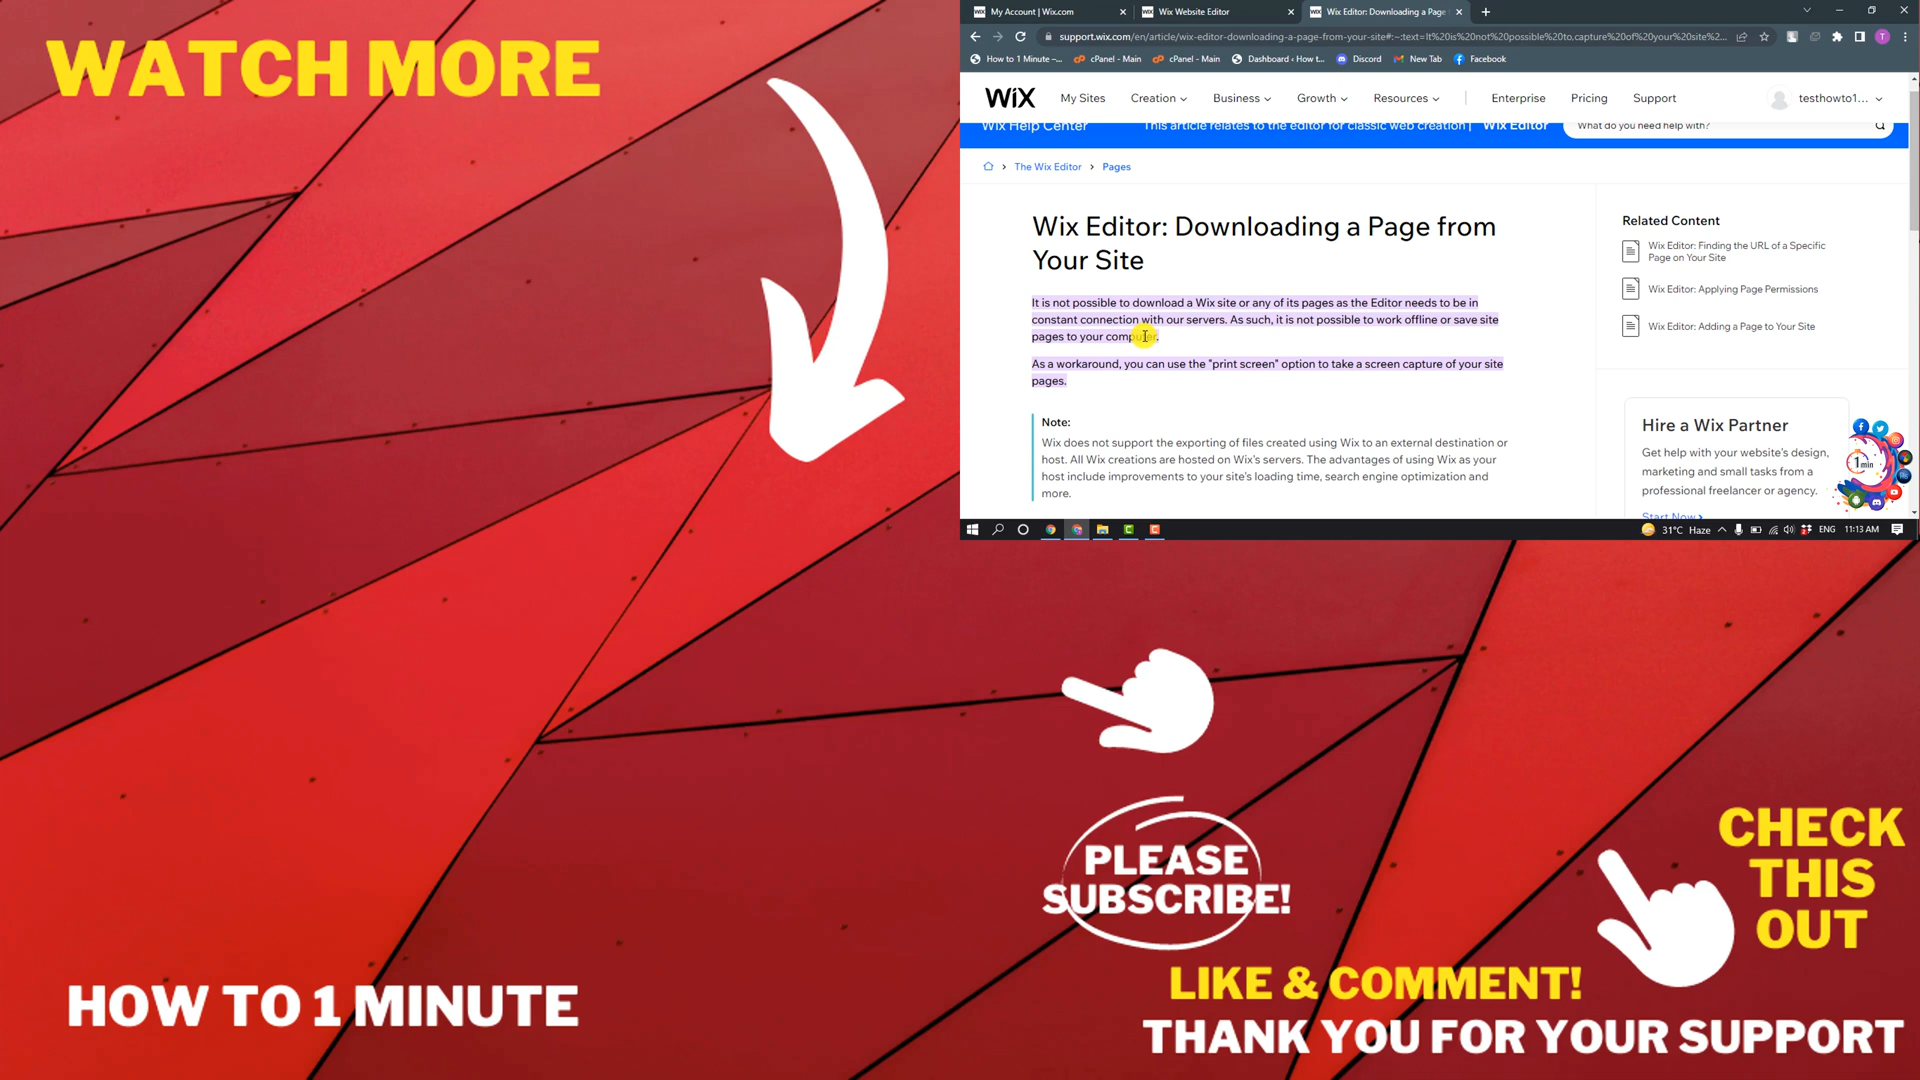 WATCH MORE
My Account | Wix.com
Wix Website Editor
Wix Editor: Downloading a Page
support.wix.com/en/article/wix-editor-downloading-a-page-from-your-site#:~:text=It%20is%20not%20possible%20to,capture%20of%20your%20site%2...
How to 1 Minute –...
cPanel - Main
cPanel - Main
Dashboard ‹ How t...
Discord
New Tab
Facebook
WiX
My Sites
Creation
Business
Growth
Resources
Enterprise
Pricing
Support
testhowto1...
Wix Help Center
This article relates to the editor for classic web creation | Wix Editor
What do you need help with?
The Wix Editor > Pages
Wix Editor: Downloading a Page from
Your Site
It is not possible to download a Wix site or any of its pages as the Editor needs to be in
constant connection with our servers. As such, it is not possible to work offline or save site
pages to your computer.
As a workaround, you can use the "print screen" option to take a screen capture of your site
pages.
Note:
Wix does not support the exporting of files created using Wix to an external destination or
host. All Wix creations are hosted on Wix's servers. The advantages of using Wix as your
host include improvements to your site's loading time, search engine optimization and
more.
Related Content
Wix Editor: Finding the URL of a Specific
Page on Your Site
Wix Editor: Applying Page Permissions
Wix Editor: Adding a Page to Your Site
Hire a Wix Partner
Get help with your website's design,
marketing and small tasks from a
professional freelancer or agency.
Start Now >
1min
31°C Haze
ENG
11:13 AM
PLEASE
SUBSCRIBE!
CHECK
THIS
OUT
HOW TO 1 MINUTE
LIKE & COMMENT!
THANK YOU FOR YOUR SUPPORT